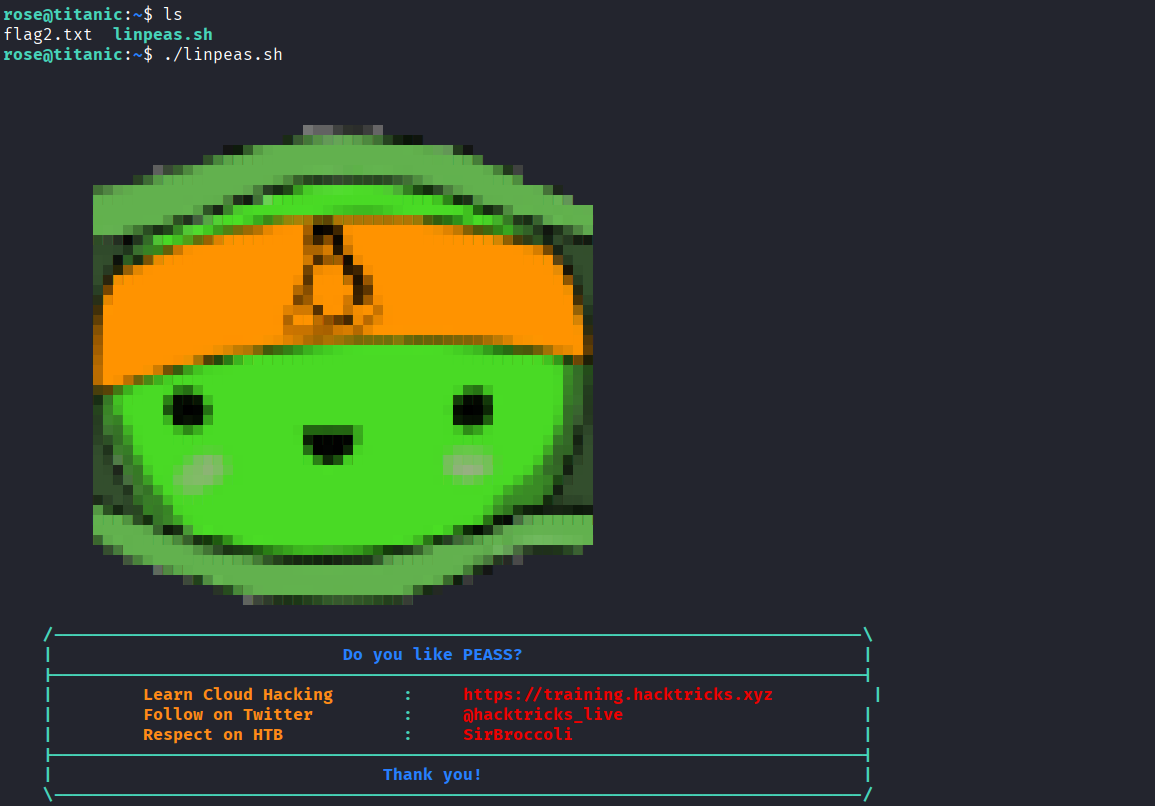 rose@titanic:~$ ls
flag2.txt  linpeas.sh
rose@titanic:~$ ./linpeas.sh
Do you like PEASS?
Learn Cloud Hacking : https://training.hacktricks.xyz
Follow on Twitter : @hacktricks_live
Respect on HTB : SirBroccoli
Thank you!